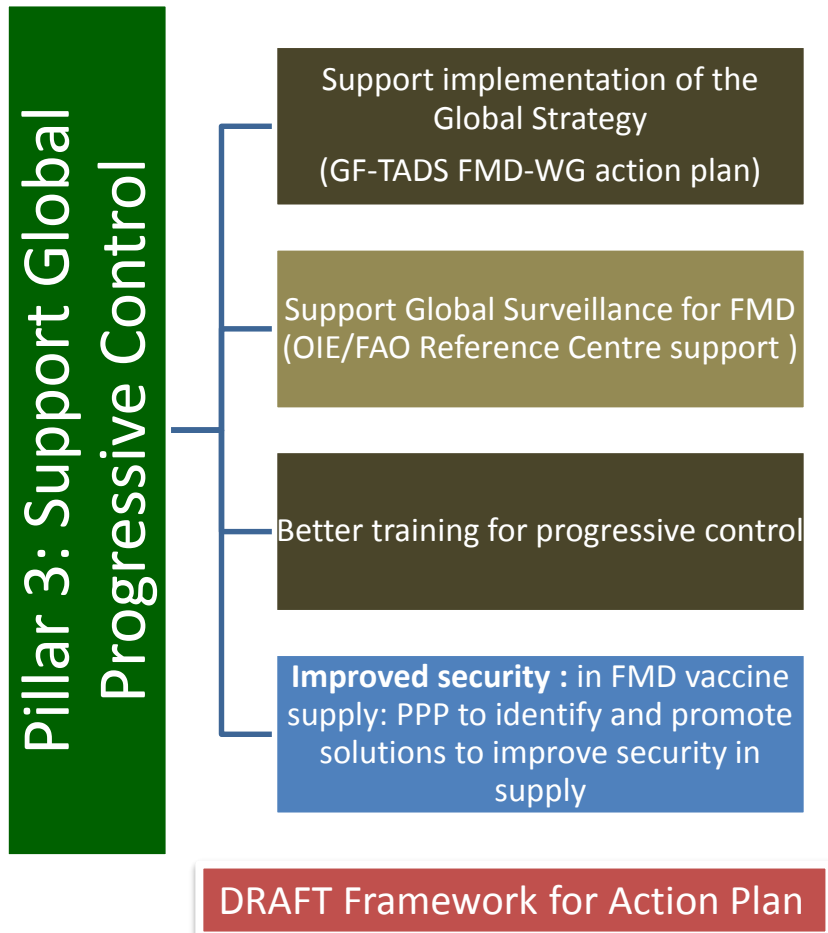 Pillar 3: Support Global
Progressive Control
Support implementation of the
Global Strategy
(GF-TADS FMD-WG action plan)
Support Global Surveillance for FMD
(OIE/FAO Reference Centre support )
Better training for progressive control
Improved security : in FMD vaccine
supply: PPP to identify and promote
solutions to improve security in
supply
DRAFT Framework for Action Plan